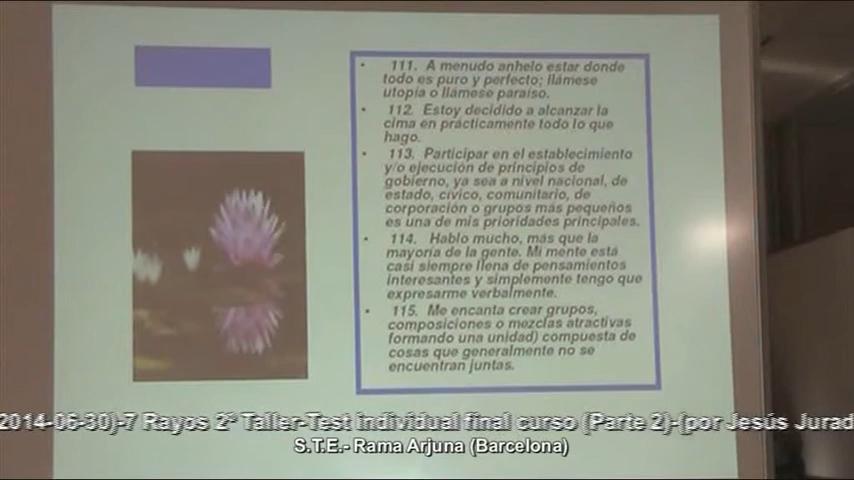 • 111. A menudo anhelo estar donde
todo es puro y perfecto; llámese
utopía o llámese paraíso.
• 112. Estoy decidido a alcanzar la
cima en prácticamente todo lo que
hago.
• 113. Participar en el establecimiento
y/o ejecución de principios de
gobierno, ya sea a nivel nacional, de
estado, cívico, comunitario, de
corporación o grupos más pequeños
es una de mis prioridades principales.
• 114. Hablo mucho, más que la
mayoría de la gente. Mi mente está
casi siempre llena de pensamientos
interesantes y simplemente tengo que
expresarme verbalmente.
• 115. Me encanta crear grupos,
composiciones o mezclas atractivas
formando una unidad) compuesta de
cosas que generalmente no se
encuentran juntas.
2014-06-30)-7 Rayos 2º Taller-Test individual final curso (Parte 2)-(por Jesús Jurad
S.T.E.- Rama Arjuna (Barcelona)